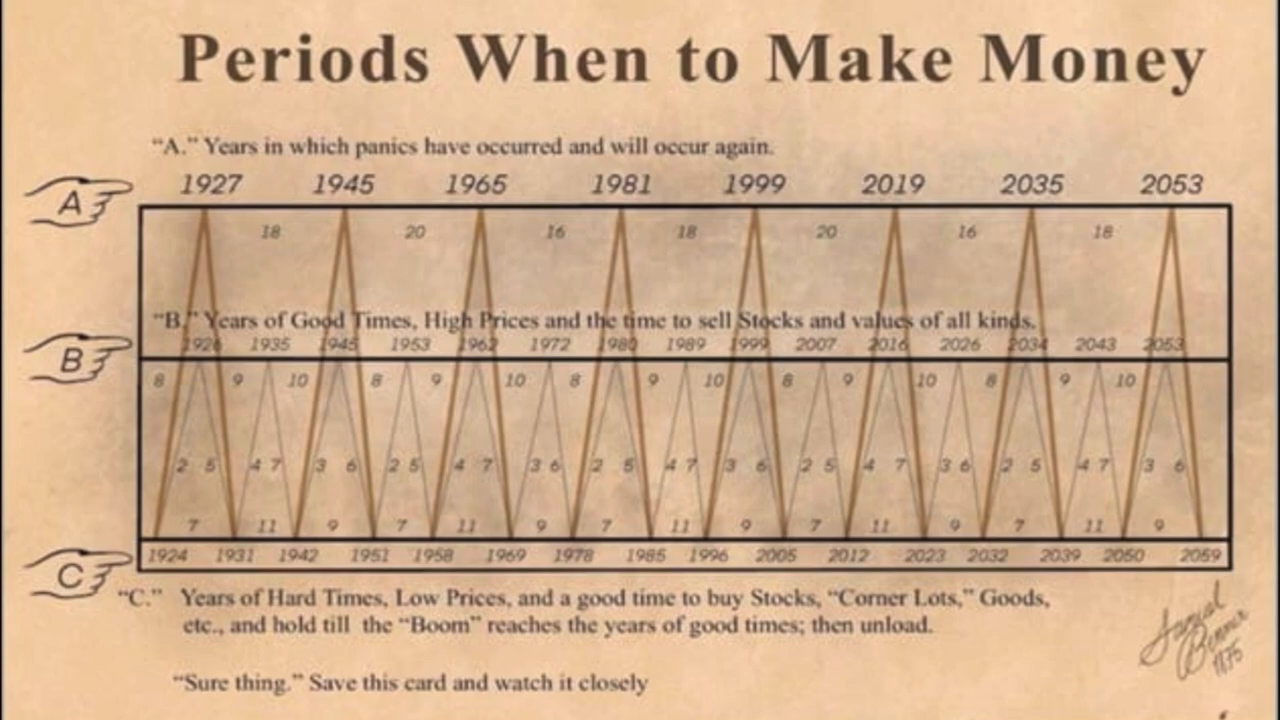 Periods When to Make Money
“A.” Years in which panics have occurred and will occur again.
A
1927 1945 1965 1981 1999 2019 2035 2053
18 20 16 18 20 16 18
“B.” Years of Good Times, High Prices and the time to sell Stocks and values of all kinds.
B
1926 1935 1945 1953 1962 1972 1980 1989 1999 2007 2016 2026 2034 2043 2053
8 9 10 8 9 10 8 9 10 8 9 10 8 9 10
2 5 4 7 3 6 2 5 4 7 3 6 2 5 4 7 3 6 2 5 4 7 3 6 2 5 4 7 3 6
7 11 9 7 11 9 7 11 9 7 11 9 7 11 9
1924 1931 1942 1951 1958 1969 1978 1985 1996 2005 2012 2023 2032 2039 2050 2059
C
“C.” Years of Hard Times, Low Prices, and a good time to buy Stocks, “Corner Lots,” Goods,
etc., and hold till the “Boom” reaches the years of good times; then unload.
Samual
Benner
1875
“Sure thing.” Save this card and watch it closely